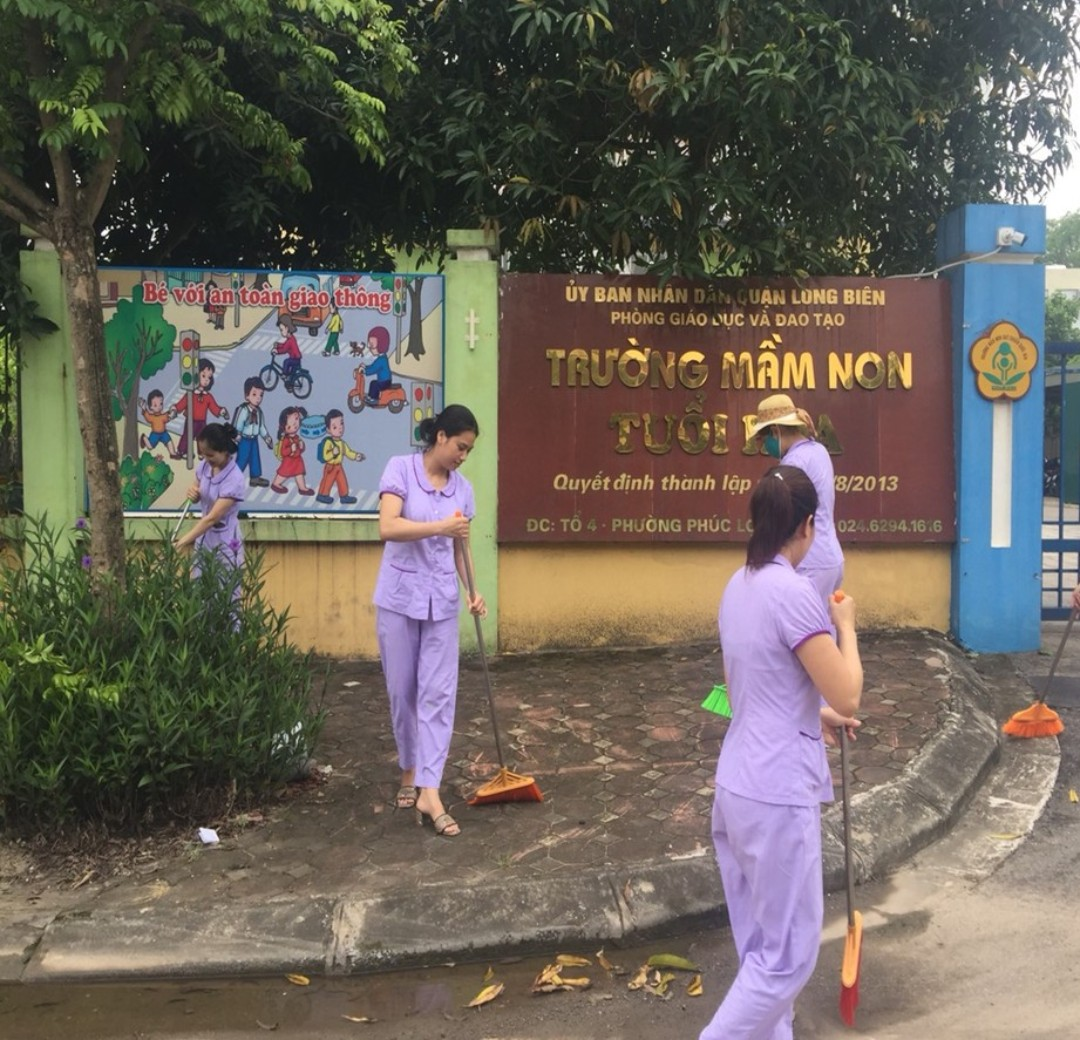 Bé với an toàn giao thông
ỦY BAN NHÂN DÂN QUẬN LONG BIÊN
PHÒNG GIÁO DỤC VÀ ĐÀO TẠO
TRƯỜNG MẦM NON
TUỔI
Quyết định thành lập /8/2013
ĐC: TỔ 4 - PHƯỜNG PHÚC 024.6294.1616